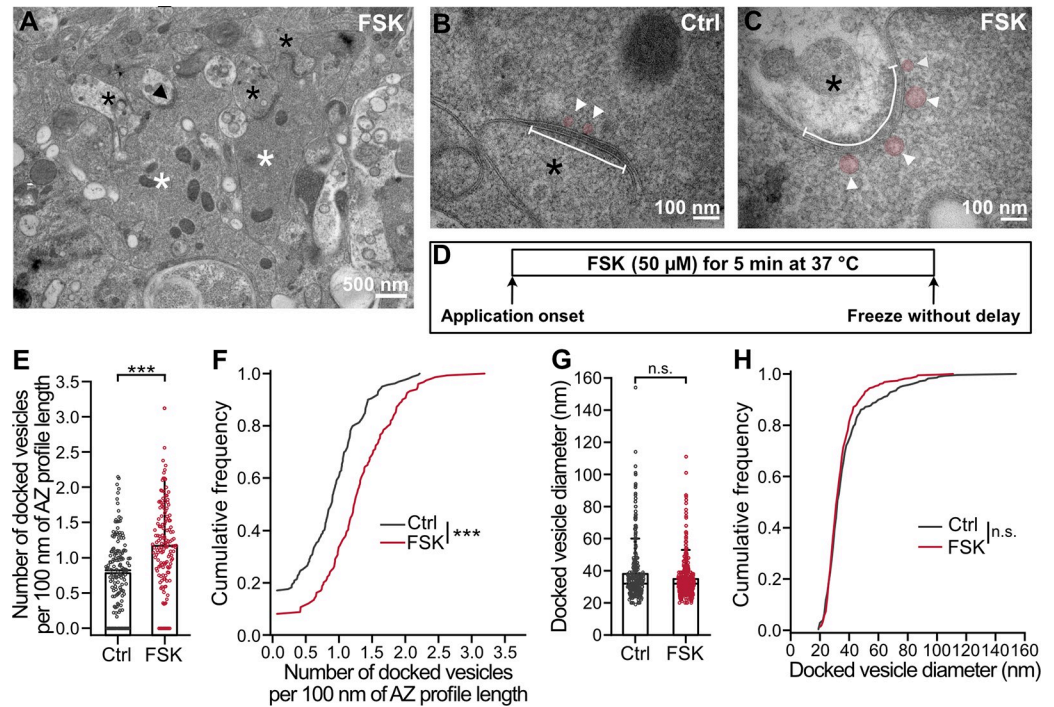 A
FSK
500 nm
B
Ctrl
100 nm
C
FSK
100 nm
D
FSK (50 µM) for 5 min at 37 °C
Application onset
Freeze without delay
E
Number of docked vesicles
per 100 nm of AZ profile length
3.5
3.0
2.5
2.0
1.5
1.0
0.5
0.0
***
Ctrl
FSK
F
Cumulative frequency
1.0
0.8
0.6
0.4
0.2
0.0
Ctrl
FSK
***
0.0 0.5 1.0 1.5 2.0 2.5 3.0 3.5
Number of docked vesicles
per 100 nm of AZ profile length
G
Docked vesicle diameter (nm)
160
140
120
100
80
60
40
20
0
n.s.
Ctrl
FSK
H
Cumulative frequency
1.0
0.8
0.6
0.4
0.2
0.0
Ctrl
FSK
n.s.
0 20 40 60 80 100 120 140 160
Docked vesicle diameter (nm)